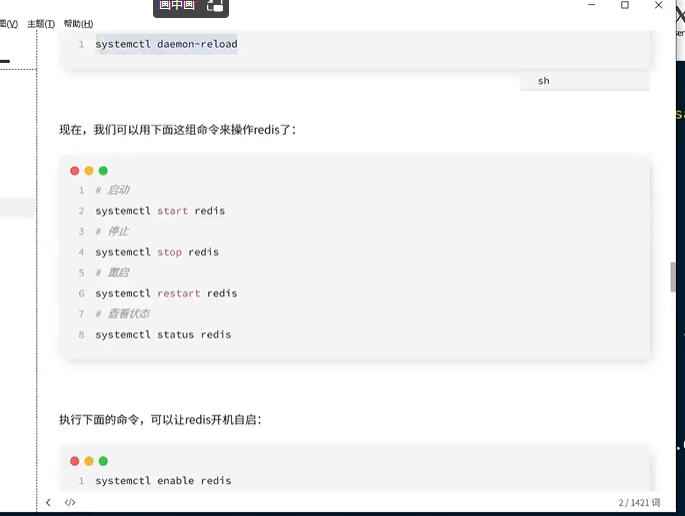 画中画
图(V) 主题(T) 帮助(H)
1 systemctl daemon-reload
sh
现在，我们可以用下面这组命令来操作redis了：
1 # 启动
2 systemctl start redis
3 # 停止
4 systemctl stop redis
5 # 重启
6 systemctl restart redis
7 # 查看状态
8 systemctl status redis
执行下面的命令，可以让redis开机自启：
1 systemctl enable redis
2 / 1421 词